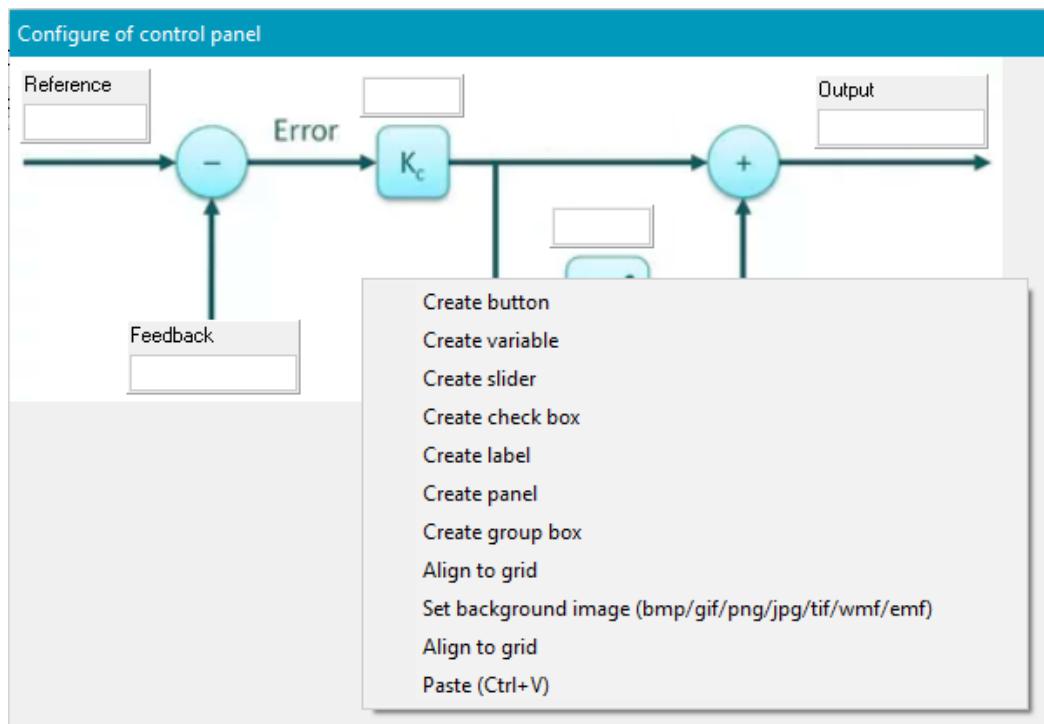 Configure of control panel
Reference
Output
Error
−
Kc
+
Feedback
Create button
Create variable
Create slider
Create check box
Create label
Create panel
Create group box
Align to grid
Set background image (bmp/gif/png/jpg/tif/wmf/emf)
Align to grid
Paste (Ctrl+V)